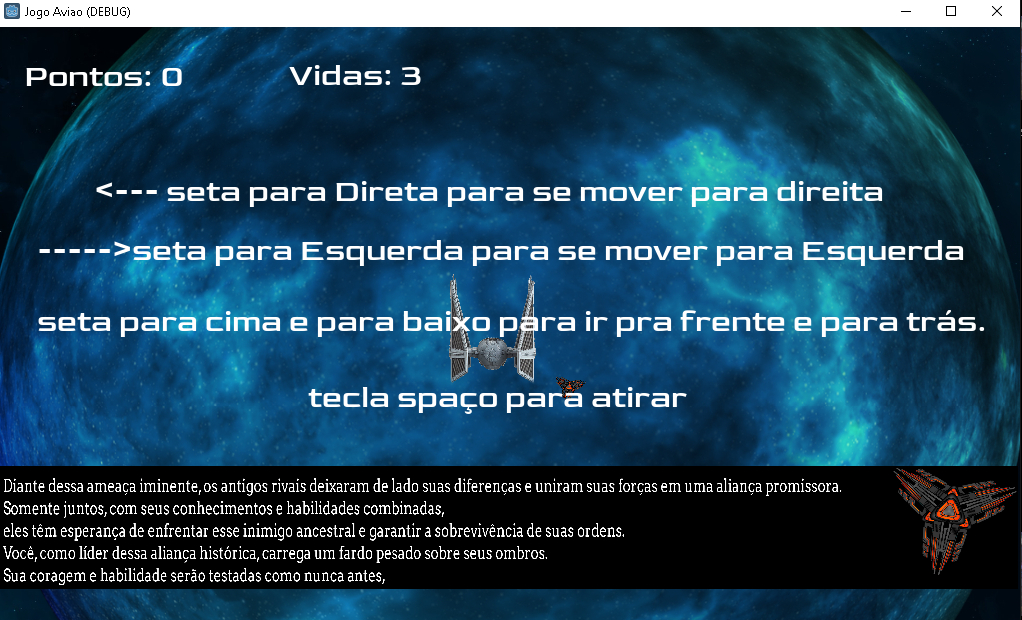 Jogo Aviao (DEBUG)
Pontos: 0 Vidas: 3
<--- seta para Direta para se mover para direita
----->seta para Esquerda para se mover para Esquerda
seta para cima e para baixo para ir pra frente e para trás.
tecla spaço para atirar
Diante dessa ameaça iminente, os antigos rivais deixaram de lado suas diferenças e uniram suas forças em uma aliança promissora.
Somente juntos, com seus conhecimentos e habilidades combinadas,
eles têm esperança de enfrentar esse inimigo ancestral e garantir a sobrevivência de suas ordens.
Você, como líder dessa aliança histórica, carrega um fardo pesado sobre seus ombros.
Sua coragem e habilidade serão testadas como nunca antes,